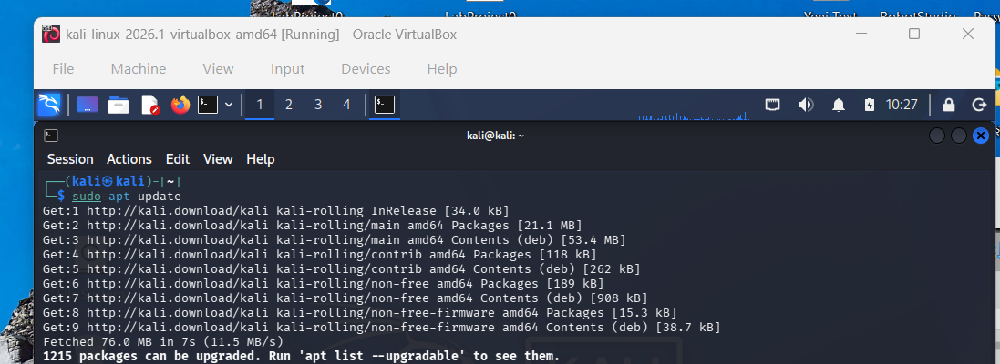 LabProject0 LabProject0 Yeni Text RobotStudio
kali-linux-2026.1-virtualbox-amd64 [Running] - Oracle VirtualBox
File Machine View Input Devices Help
1 2 3 4 10:27
kali@kali: ~
Session Actions Edit View Help
┌──(kali㉿kali)-[~]
└─$ sudo apt update
Get:1 http://kali.download/kali kali-rolling InRelease [34.0 kB]
Get:2 http://kali.download/kali kali-rolling/main amd64 Packages [21.1 MB]
Get:3 http://kali.download/kali kali-rolling/main amd64 Contents (deb) [53.4 MB]
Get:4 http://kali.download/kali kali-rolling/contrib amd64 Packages [118 kB]
Get:5 http://kali.download/kali kali-rolling/contrib amd64 Contents (deb) [262 kB]
Get:6 http://kali.download/kali kali-rolling/non-free amd64 Packages [189 kB]
Get:7 http://kali.download/kali kali-rolling/non-free amd64 Contents (deb) [908 kB]
Get:8 http://kali.download/kali kali-rolling/non-free-firmware amd64 Packages [15.3 kB]
Get:9 http://kali.download/kali kali-rolling/non-free-firmware amd64 Contents (deb) [38.7 kB]
Fetched 76.0 MB in 7s (11.5 MB/s)
1215 packages can be upgraded. Run 'apt list --upgradable' to see them.